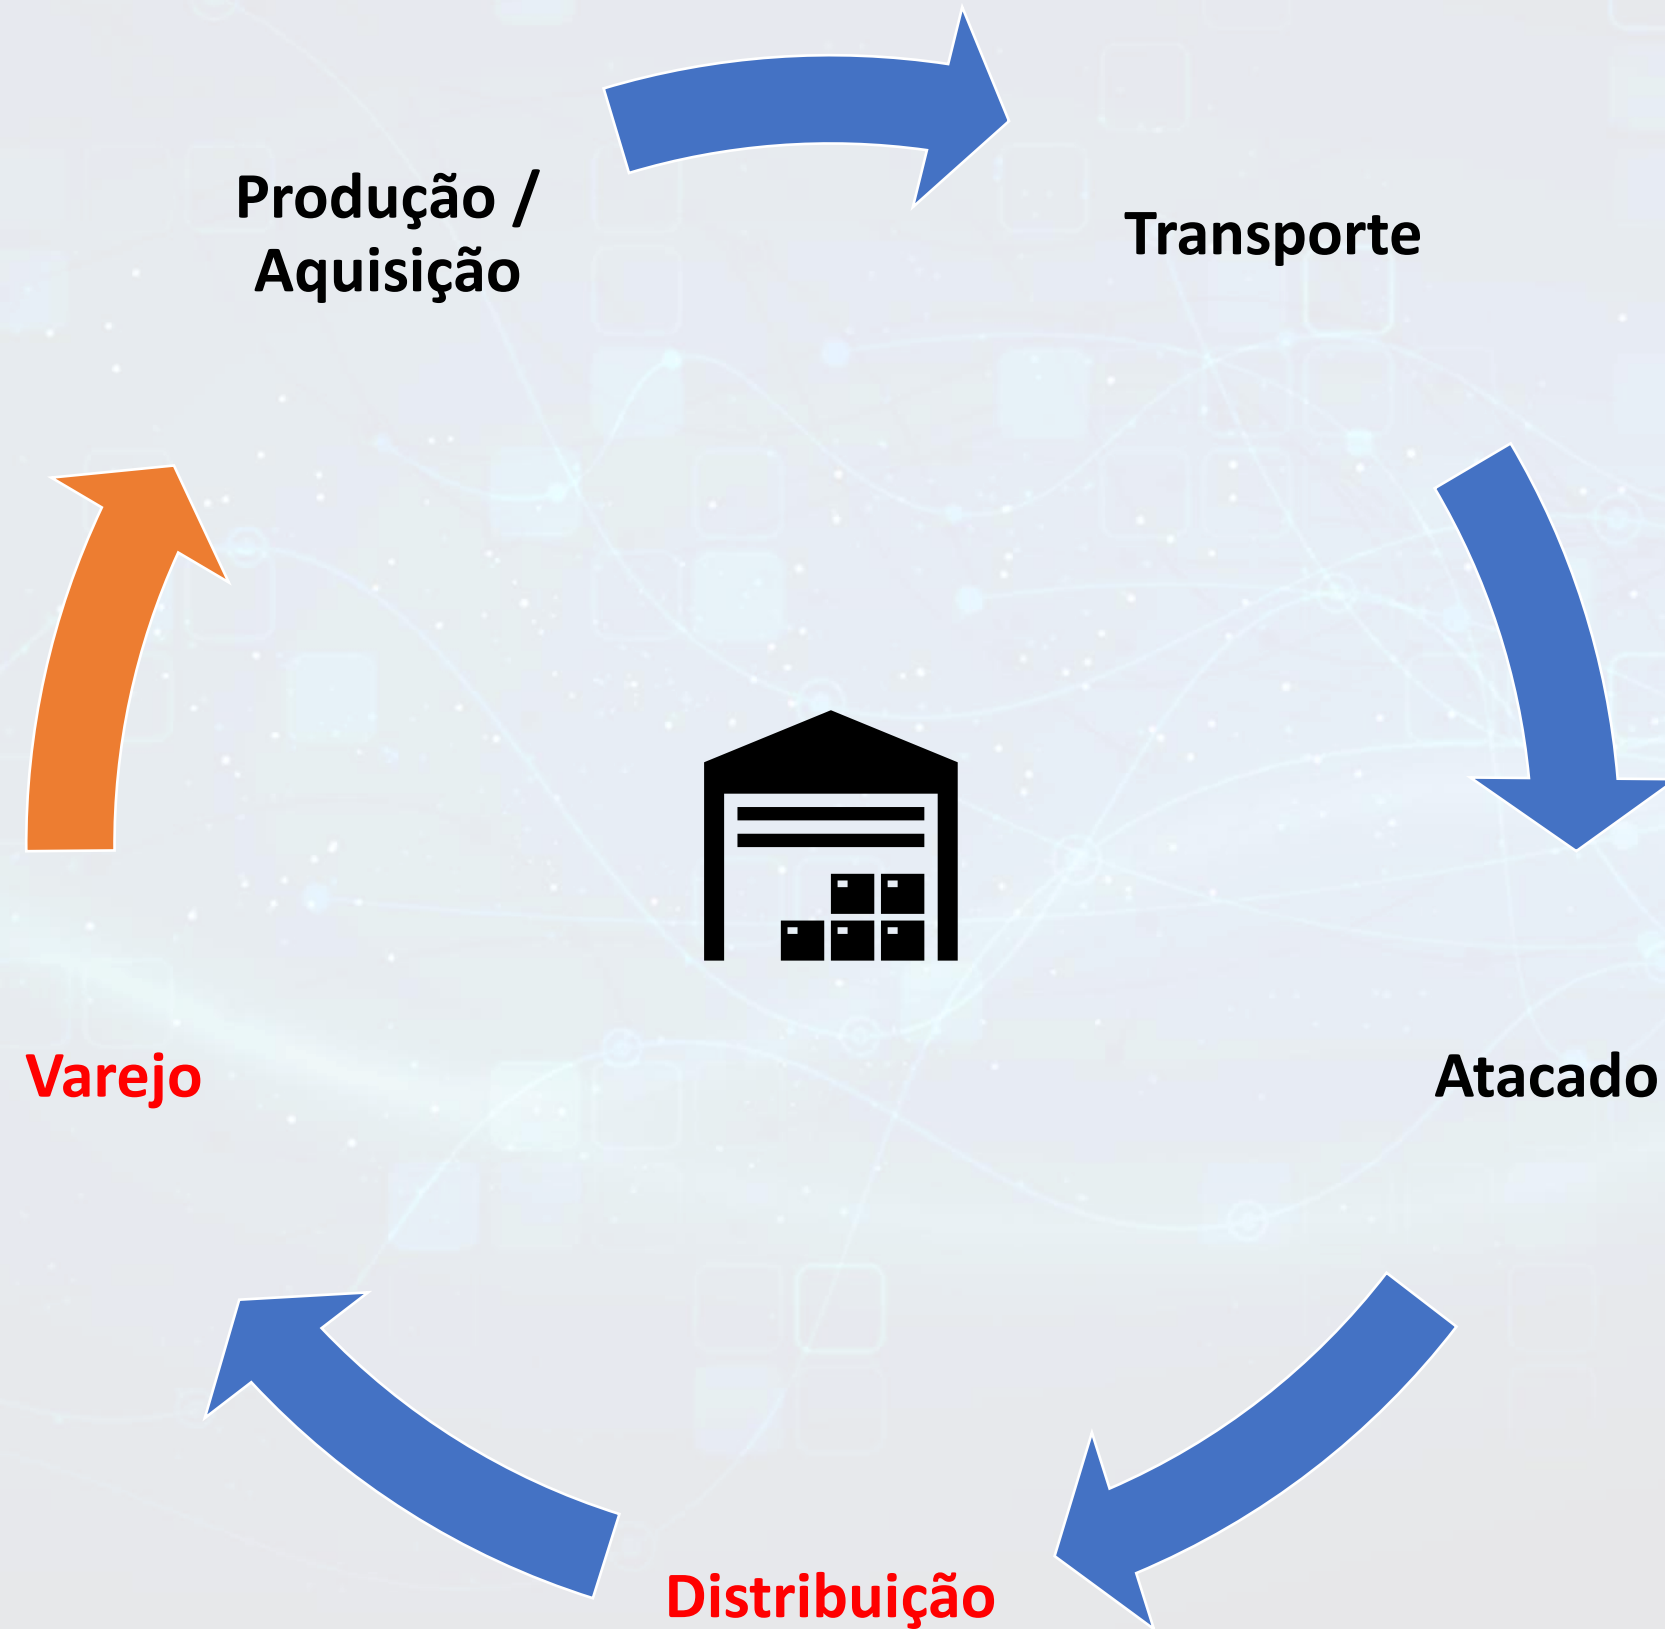 Produção /
Aquisição
Transporte
Atacado
Distribuição
Varejo